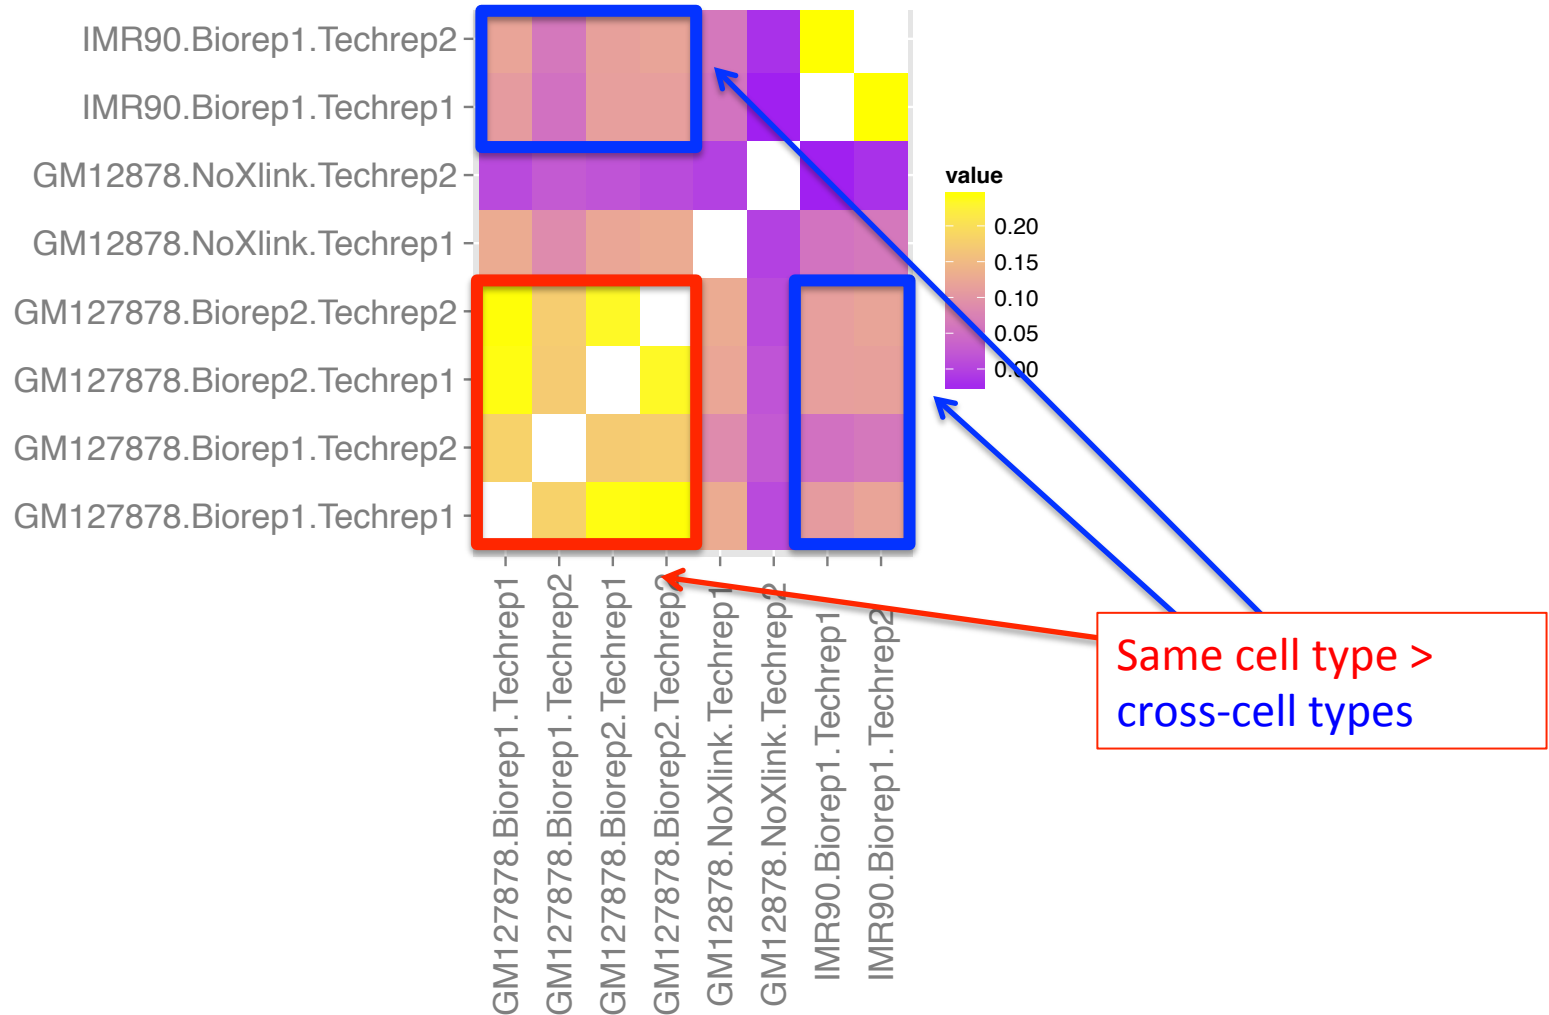 IMR90.Biorep1.Techrep2
IMR90.Biorep1.Techrep1
GM12878.NoXlink.Techrep2
GM12878.NoXlink.Techrep1
GM127878.Biorep2.Techrep2
GM127878.Biorep2.Techrep1
GM127878.Biorep1.Techrep2
GM127878.Biorep1.Techrep1
value
0.20
0.15
0.10
0.05
0.00
GM127878.Biorep1.Techrep1
GM127878.Biorep1.Techrep2
GM127878.Biorep2.Techrep1
GM127878.Biorep2.Techrep2
GM12878.NoXlink.Techrep1
GM12878.NoXlink.Techrep2
IMR90.Biorep1.Techrep1
IMR90.Biorep1.Techrep2
Same cell type >
cross-cell types